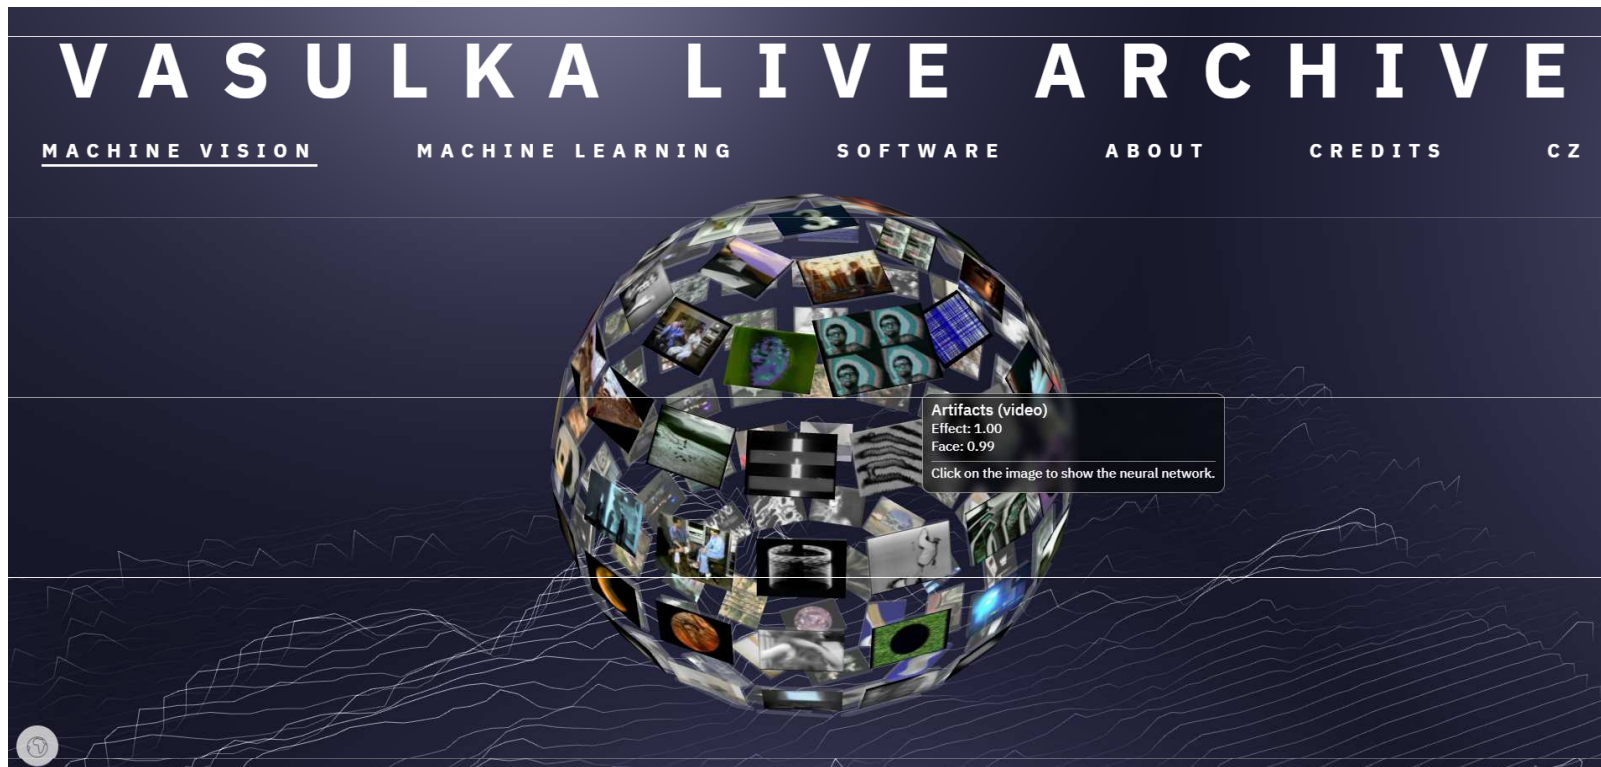 VASULKA LIVE ARCHIVE
MACHINE VISION MACHINE LEARNING SOFTWARE ABOUT CREDITS CZ
Artifacts (video)
Effect: 1.00
Face: 0.99
Click on the image to show the neural network.